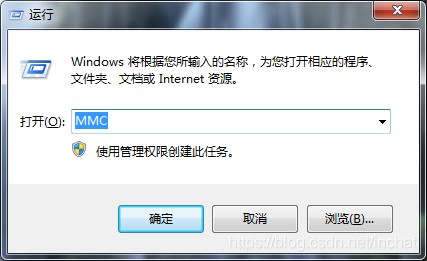 运行
Windows 将根据您所输入的名称，为您打开相应的程序、
文件夹、文档或 Internet 资源。
打开(O): MMC
使用管理权限创建此任务。
确定 取消 浏览(B)...
https://blog.csdn.net/inchat